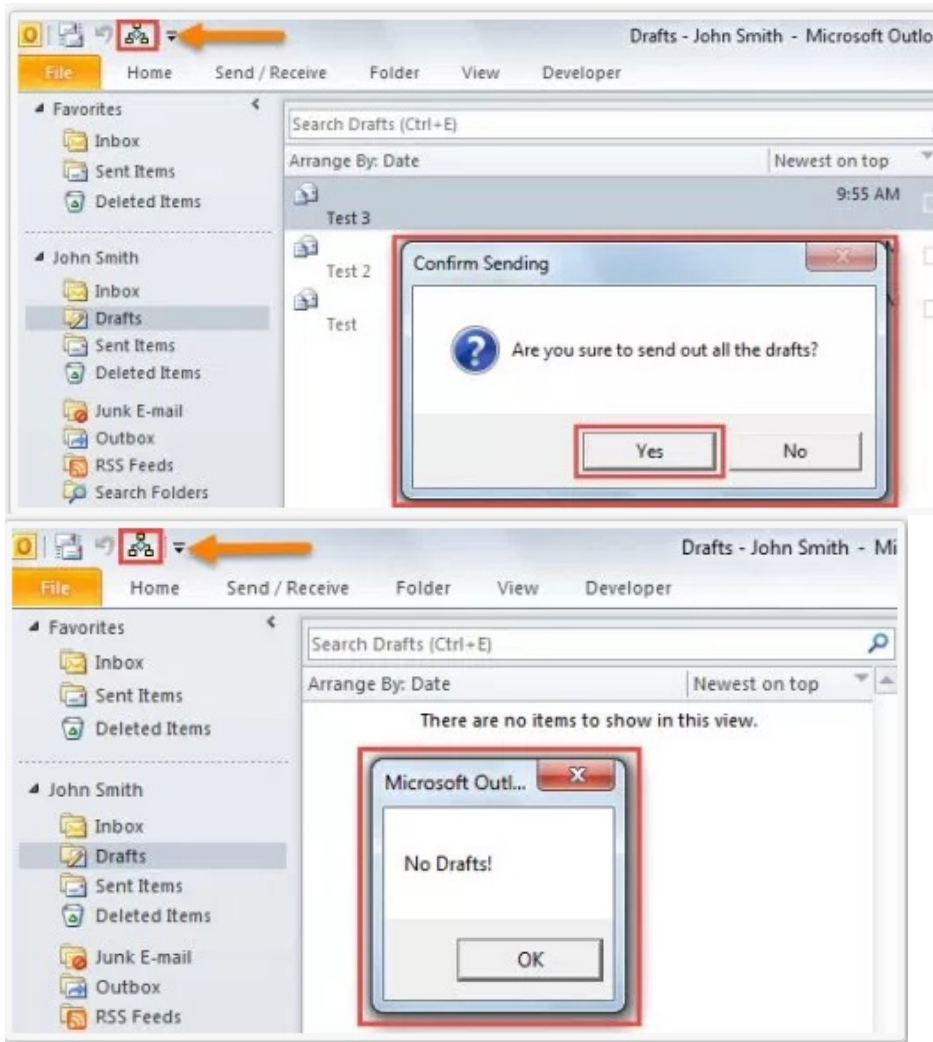 Drafts - John Smith - Microsoft Outlo
File Home Send / Receive Folder View Developer
Favorites
Inbox
Sent Items
Deleted Items
John Smith
Inbox
Drafts
Sent Items
Deleted Items
Junk E-mail
Outbox
RSS Feeds
Search Folders
Search Drafts (Ctrl+E)
Arrange By: Date Newest on top
9:55 AM
Test 3
Test 2
Test
Confirm Sending
Are you sure to send out all the drafts?
Yes No
Drafts - John Smith - Mi
File Home Send / Receive Folder View Developer
Favorites
Inbox
Sent Items
Deleted Items
John Smith
Inbox
Drafts
Sent Items
Deleted Items
Junk E-mail
Outbox
RSS Feeds
Search Drafts (Ctrl+E)
Arrange By: Date Newest on top
There are no items to show in this view.
Microsoft Outl...
No Drafts!
OK